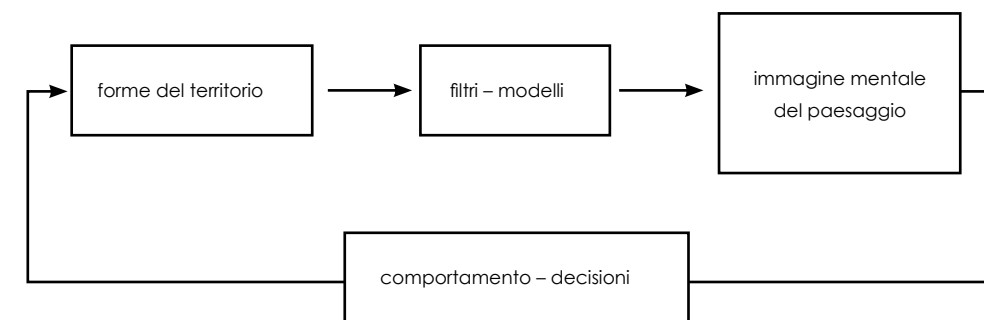 forme del territorio
filtri – modelli
immagine mentale
del paesaggio
comportamento – decisioni